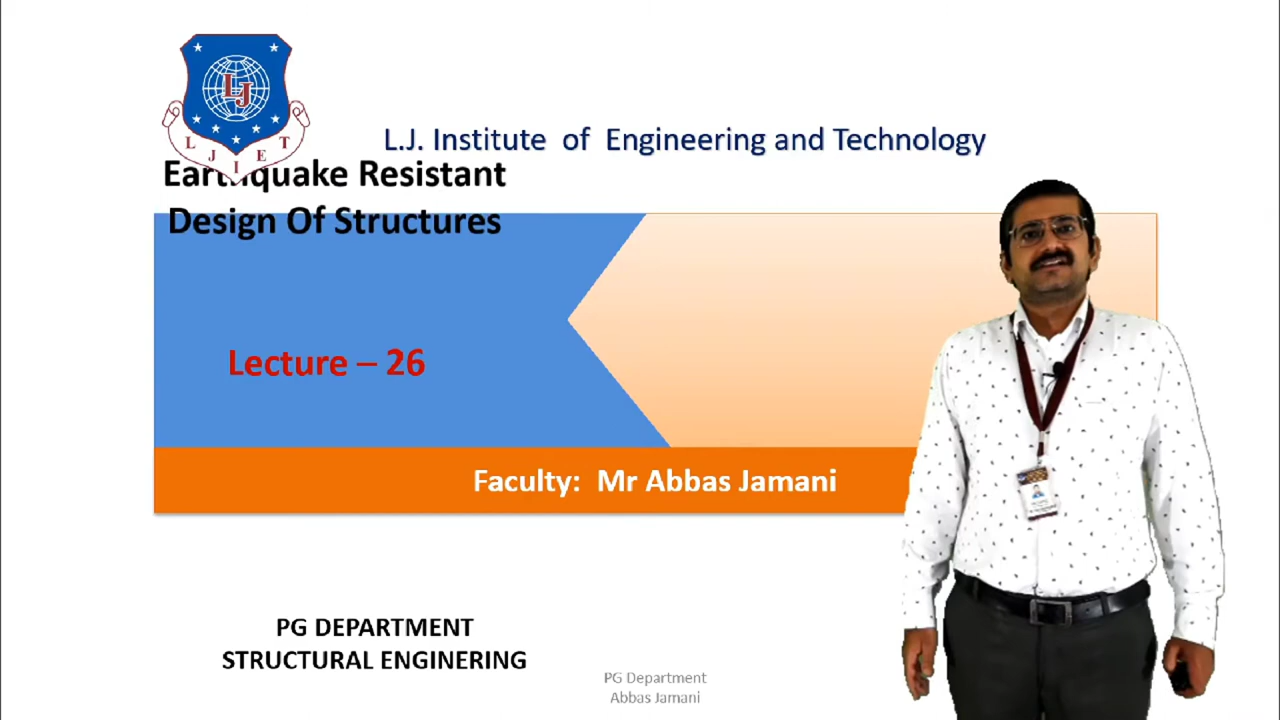 LJ
L J I E T
L.J. Institute of Engineering and Technology
Earthquake Resistant
Design Of Structures
Lecture – 26
Faculty: Mr Abbas Jamani
PG DEPARTMENT
STRUCTURAL ENGINERING
PG Department
Abbas Jamani